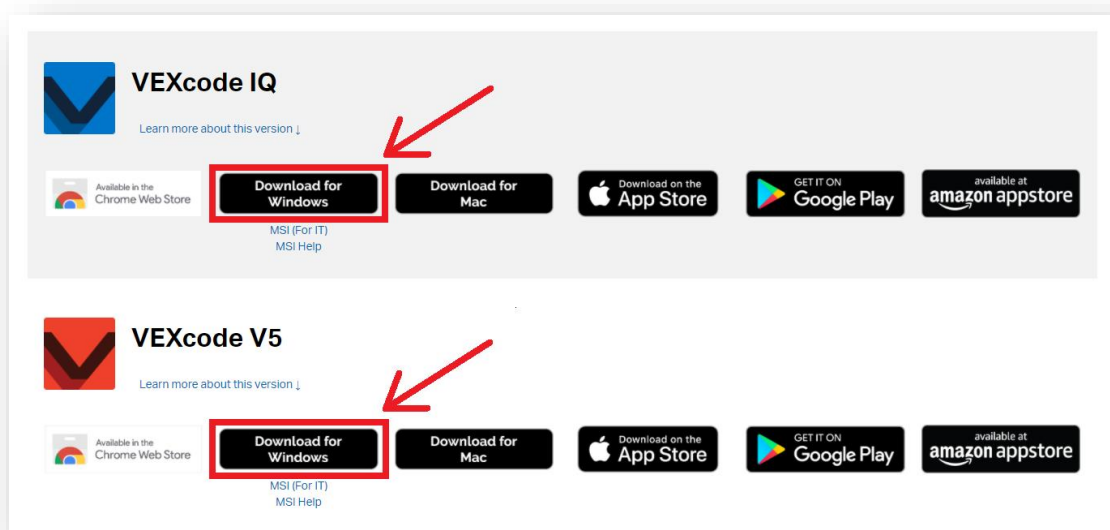 VEXcode IQ
Learn more about this version ↓
Available in the
Chrome Web Store
Download for
Windows
MSI (For IT)
MSI Help
Download for
Mac
Download on the
App Store
GET IT ON
Google Play
available at
amazon appstore
VEXcode V5
Learn more about this version ↓
Available in the
Chrome Web Store
Download for
Windows
MSI (For IT)
MSI Help
Download for
Mac
Download on the
App Store
GET IT ON
Google Play
available at
amazon appstore